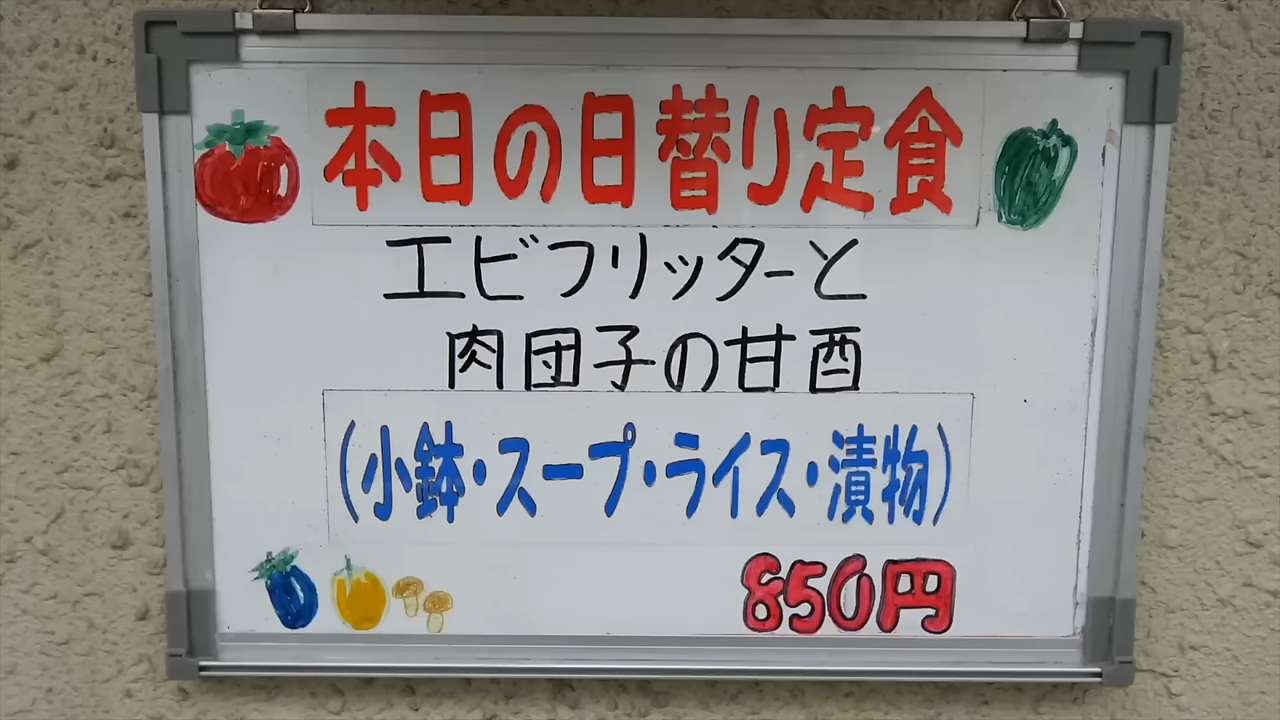 本日の日替り定食
エビフリッターと
肉団子の甘酉
(小鉢・スープ・ライス・漬物)
850円